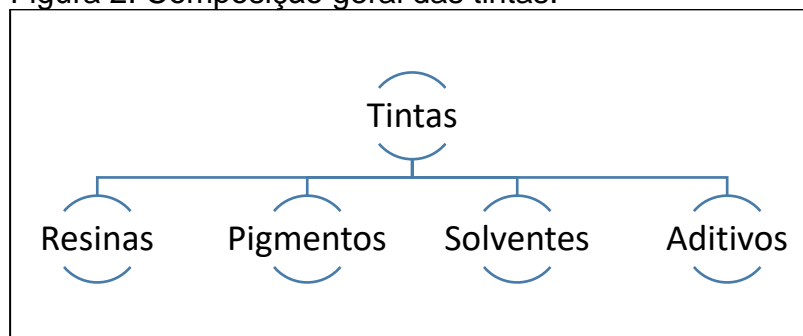 Figura 2. Composição geral das tintas.
Tintas
Resinas Pigmentos Solventes Aditivos